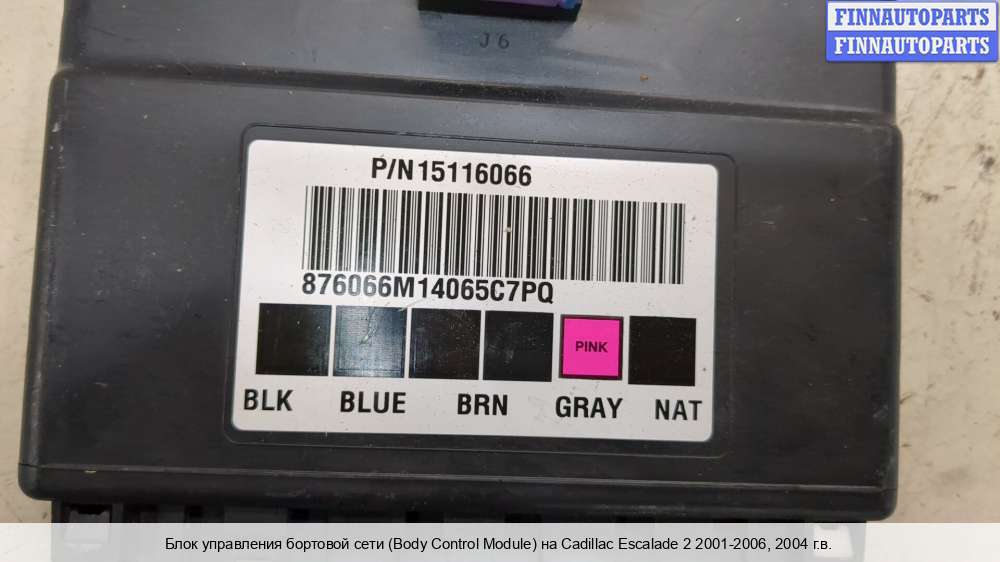 FINNAUTOPARTS
FINNAUTOPARTS
J6
P/N15116066
876066M14065C7PQ
PINK
BLK BLUE BRN GRAY NAT
Блок управления бортовой сети (Body Control Module) на Cadillac Escalade 2 2001-2006, 2004 г.в.